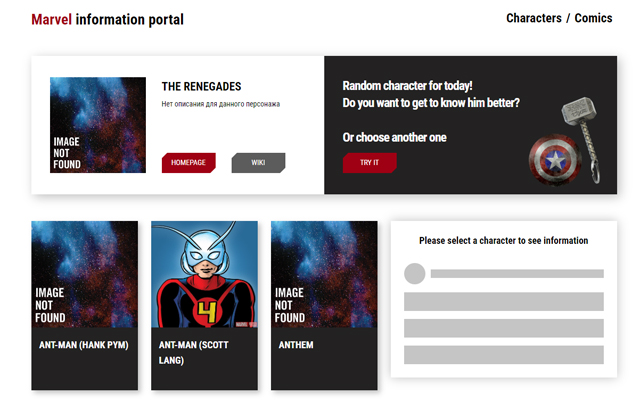 Marvel information portal
Characters / Comics
IMAGE
NOT
FOUND
THE RENEGADES
Нет описания для данного персонажа
HOMEPAGE
WIKI
Random character for today!
Do you want to get to know him better?
Or choose another one
TRY IT
IMAGE
NOT
FOUND
ANT-MAN (HANK PYM)
4
ANT-MAN (SCOTT
LANG)
IMAGE
NOT
FOUND
ANTHEM
Please select a character to see information